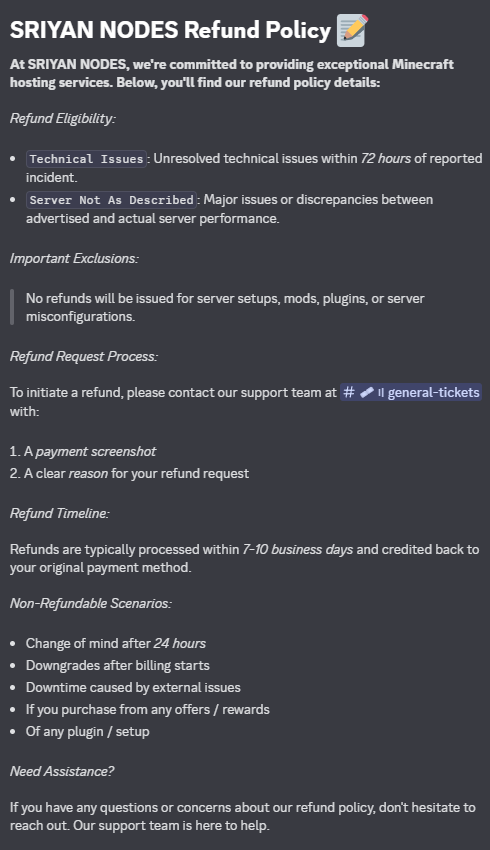 SRIYAN NODES Refund Policy 📝
At SRIYAN NODES, we're committed to providing exceptional Minecraft
hosting services. Below, you'll find our refund policy details:
Refund Eligibility:
• Technical Issues: Unresolved technical issues within 72 hours of reported
incident.
• Server Not As Described: Major issues or discrepancies between
advertised and actual server performance.
Important Exclusions:
No refunds will be issued for server setups, mods, plugins, or server
misconfigurations.
Refund Request Process:
To initiate a refund, please contact our support team at # general-tickets
with:
1. A payment screenshot
2. A clear reason for your refund request
Refund Timeline:
Refunds are typically processed within 7-10 business days and credited back to
your original payment method.
Non-Refundable Scenarios:
• Change of mind after 24 hours
• Downgrades after billing starts
• Downtime caused by external issues
• If you purchase from any offers / rewards
• Of any plugin / setup
Need Assistance?
If you have any questions or concerns about our refund policy, don't hesitate to
reach out. Our support team is here to help.